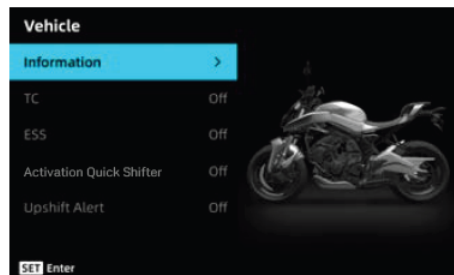 Vehicle
Information >
TC Off
ESS Off
Activation Quick Shifter Off
Upshift Alert Off
SET Enter